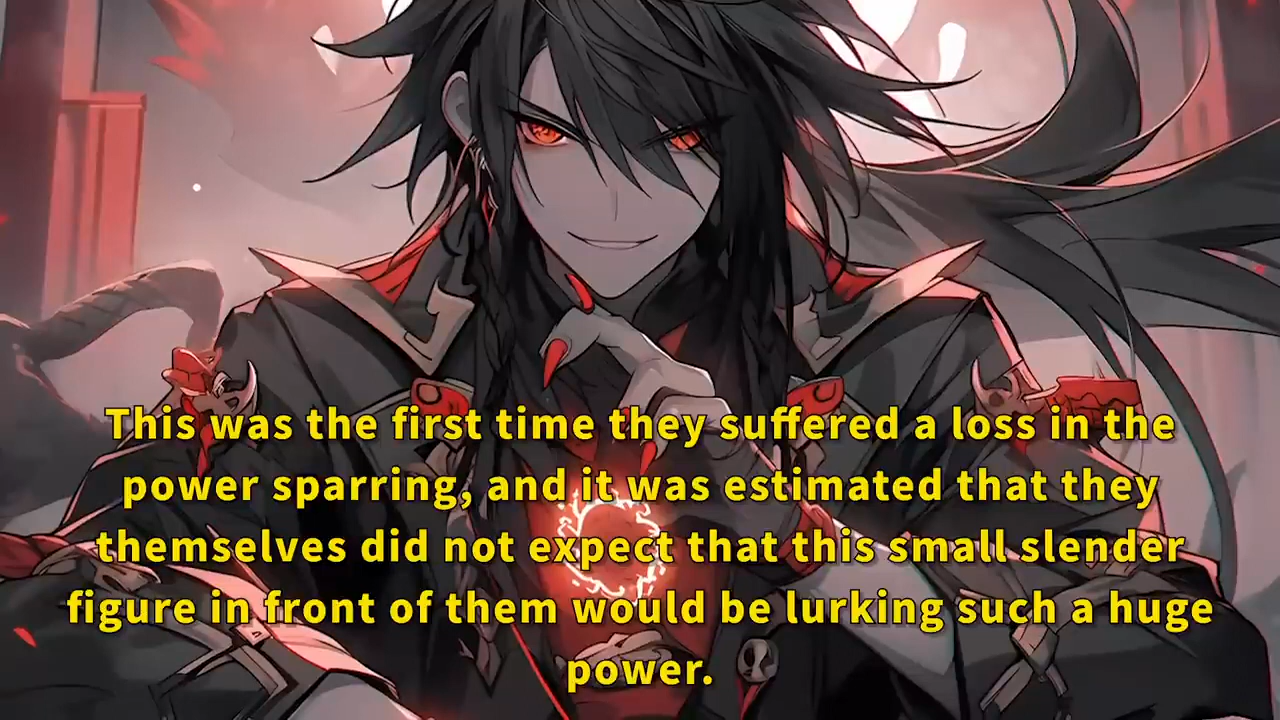 This was the first time they suffered a loss in the
power sparring, and it was estimated that they
themselves did not expect that this small slender
figure in front of them would be lurking such a huge
power.